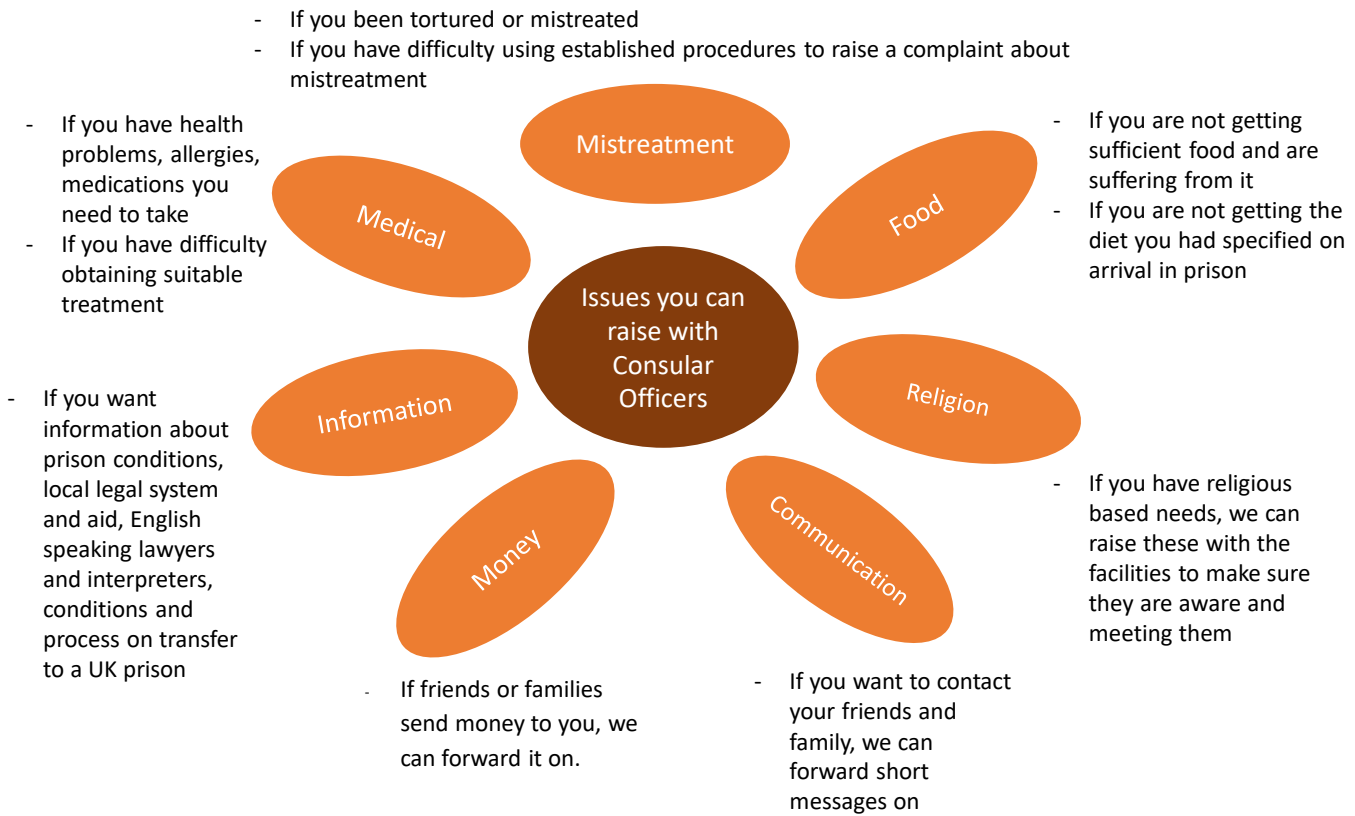 - If you been tortured or mistreated
- If you have difficulty using established procedures to raise a complaint about
mistreatment
Mistreatment
- If you have health
problems, allergies,
medications you
need to take
- If you have difficulty
obtaining suitable
treatment
Medical
Food
- If you are not getting
sufficient food and are
suffering from it
- If you are not getting the
diet you had specified on
arrival in prison
Issues you can
raise with
Consular
Officers
- If you want
information about
prison conditions,
local legal system
and aid, English
speaking lawyers
and interpreters,
conditions and
process on transfer
to a UK prison
Information
Religion
- If you have religious
based needs, we can
raise these with the
facilities to make sure
they are aware and
meeting them
Money
- If friends or families
send money to you, we
can forward it on.
Communication
- If you want to contact
your friends and
family, we can
forward short
messages on